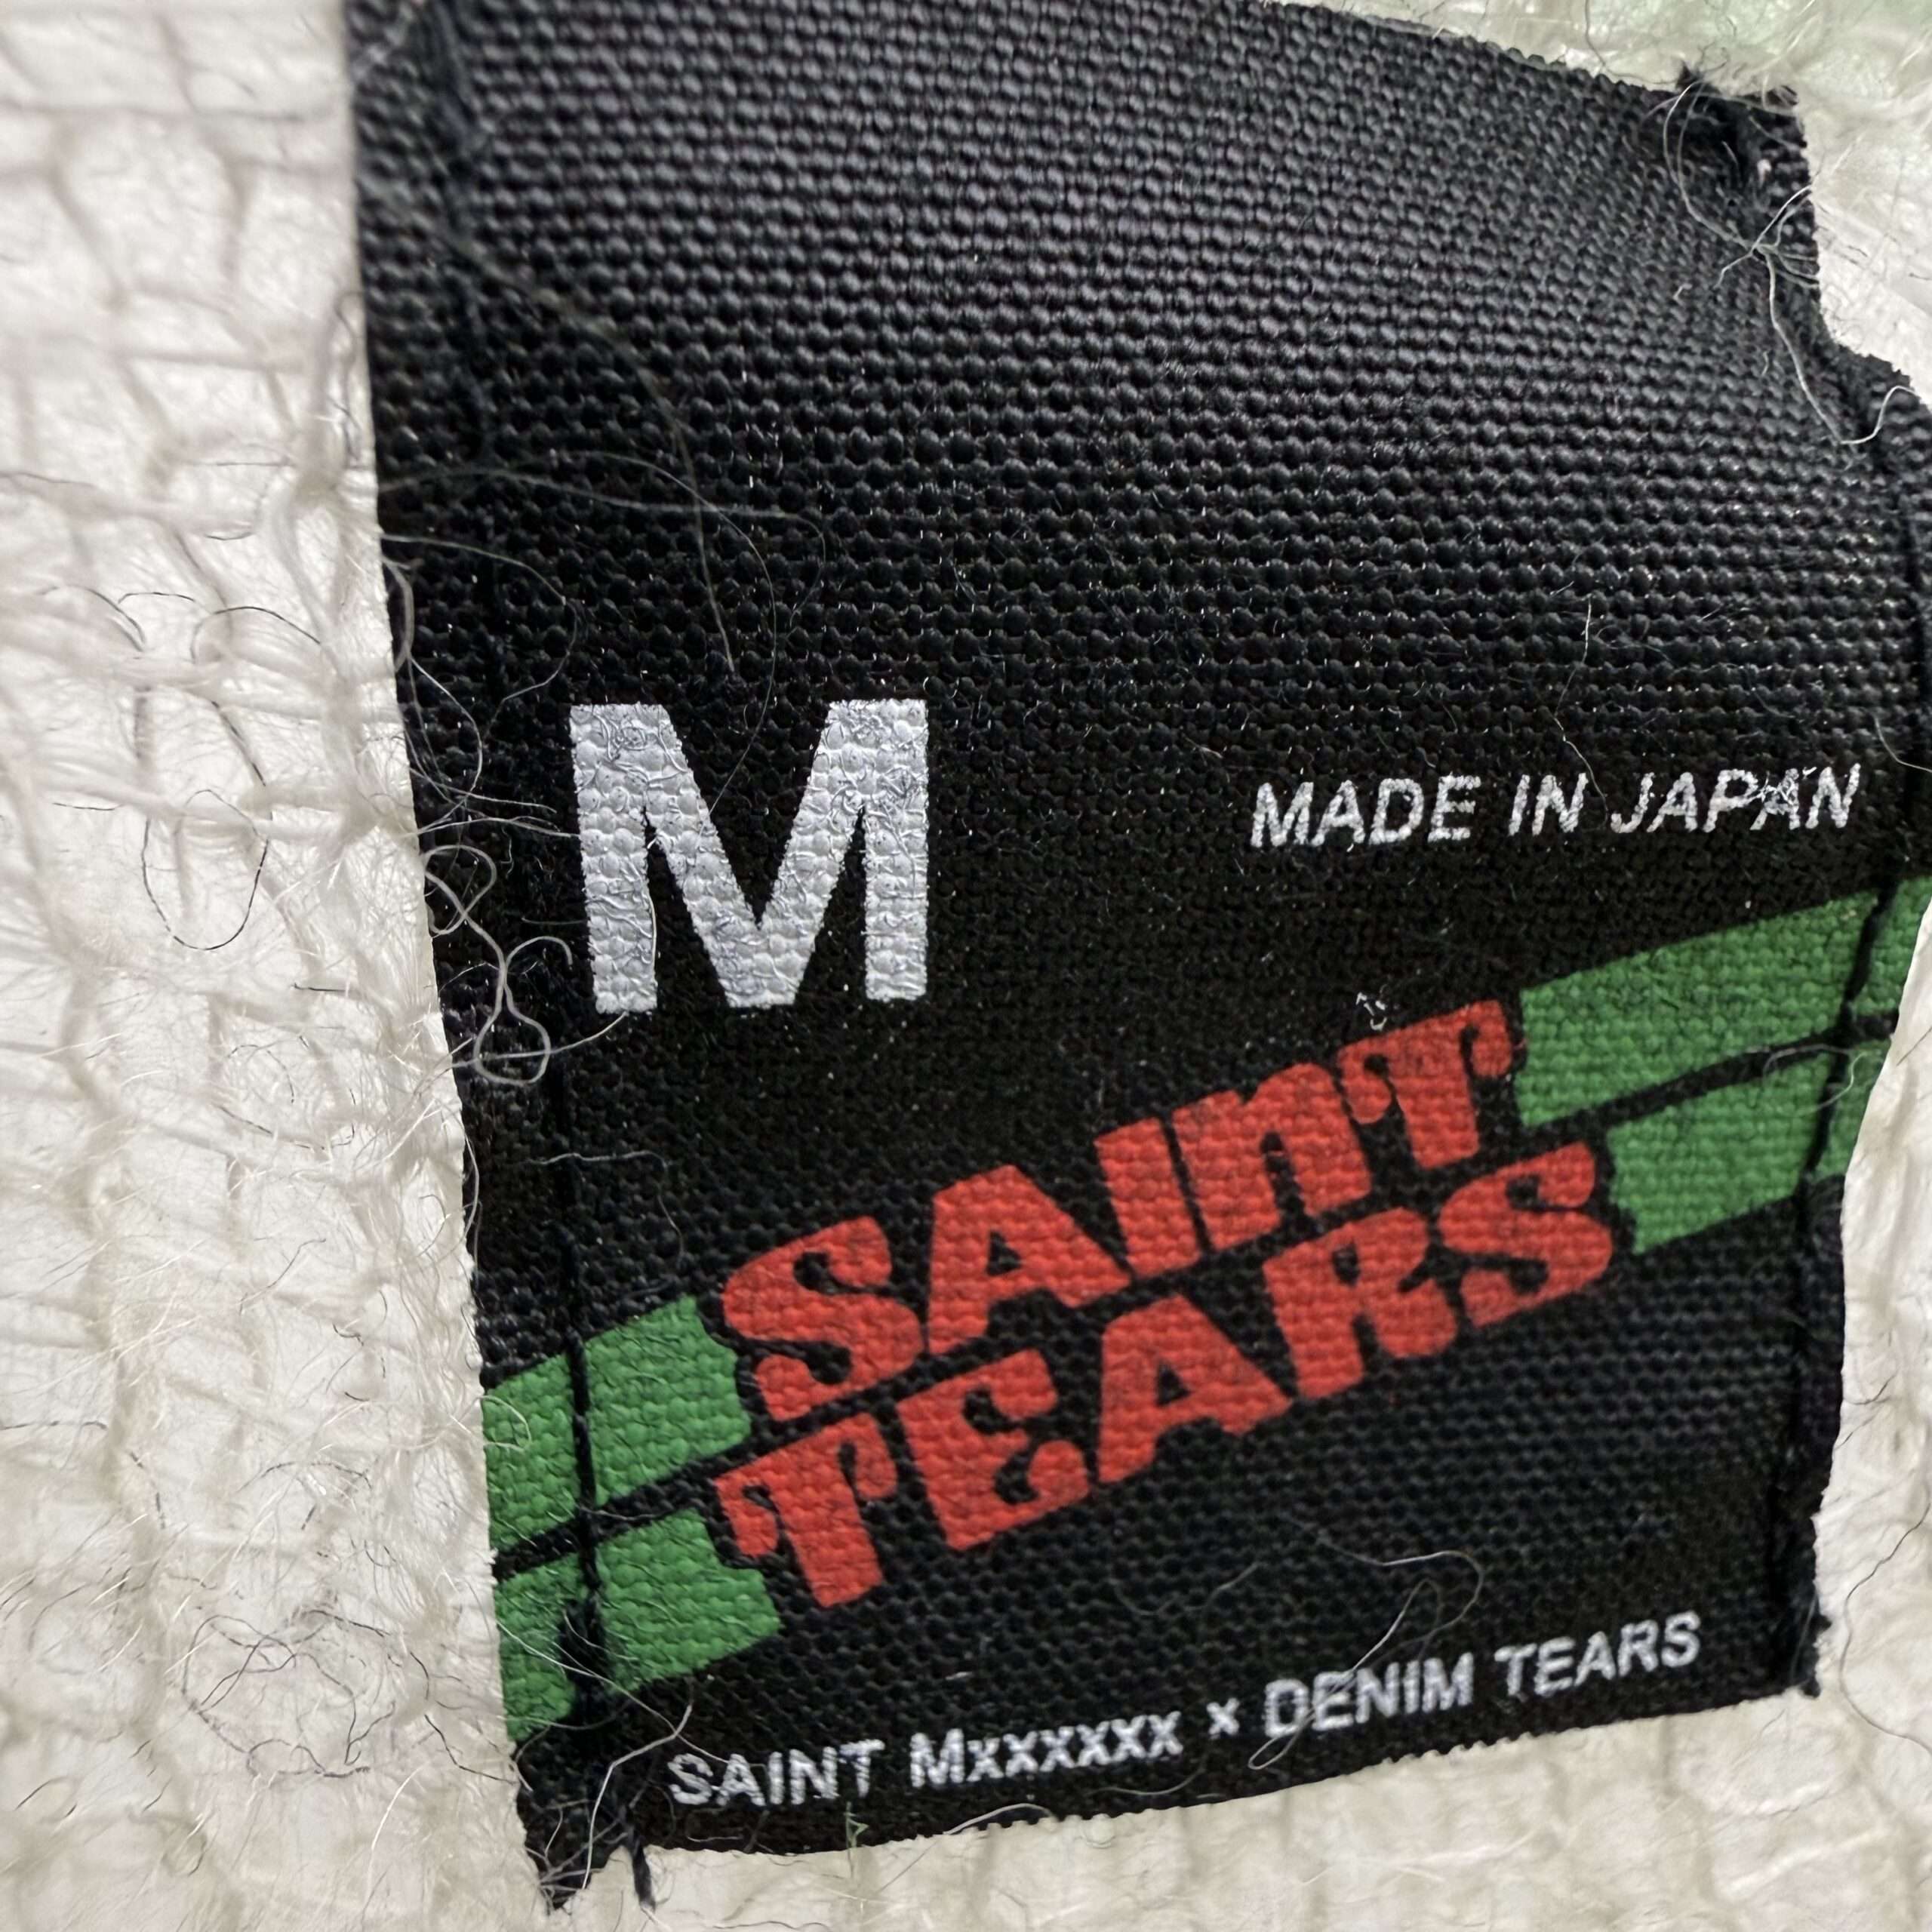 M
MADE IN JAPAN
SAInT
TEARS
SAINT Mxxxxxx × DENIM TEARS